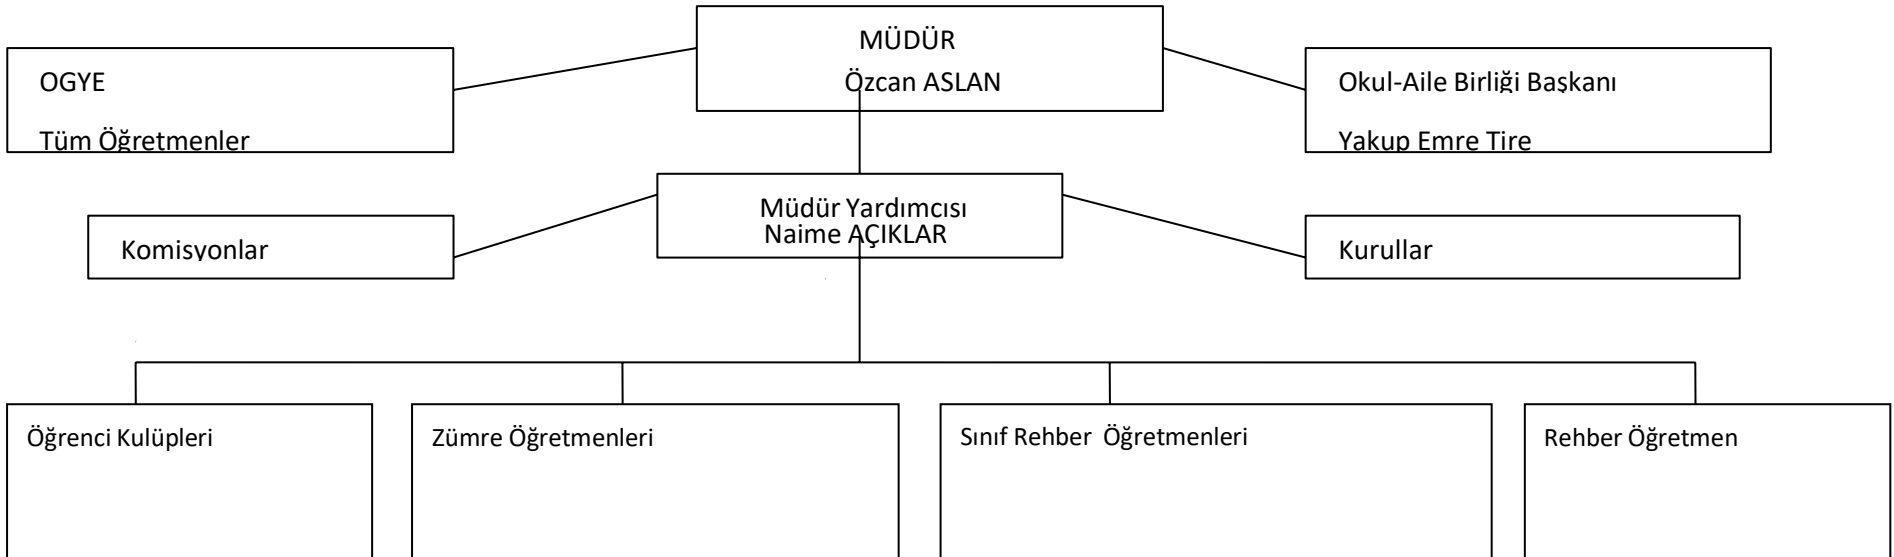 MÜDÜR
Özcan ASLAN
OGYE
Tüm Öğretmenler
Okul-Aile Birliği Başkanı
Yakup Emre Tire
Müdür Yardımcısı
Naime AÇIKLAR
Komisyonlar
Kurullar
Öğrenci Kulüpleri
Zümre Öğretmenleri
Sınıf Rehber Öğretmenleri
Rehber Öğretmen